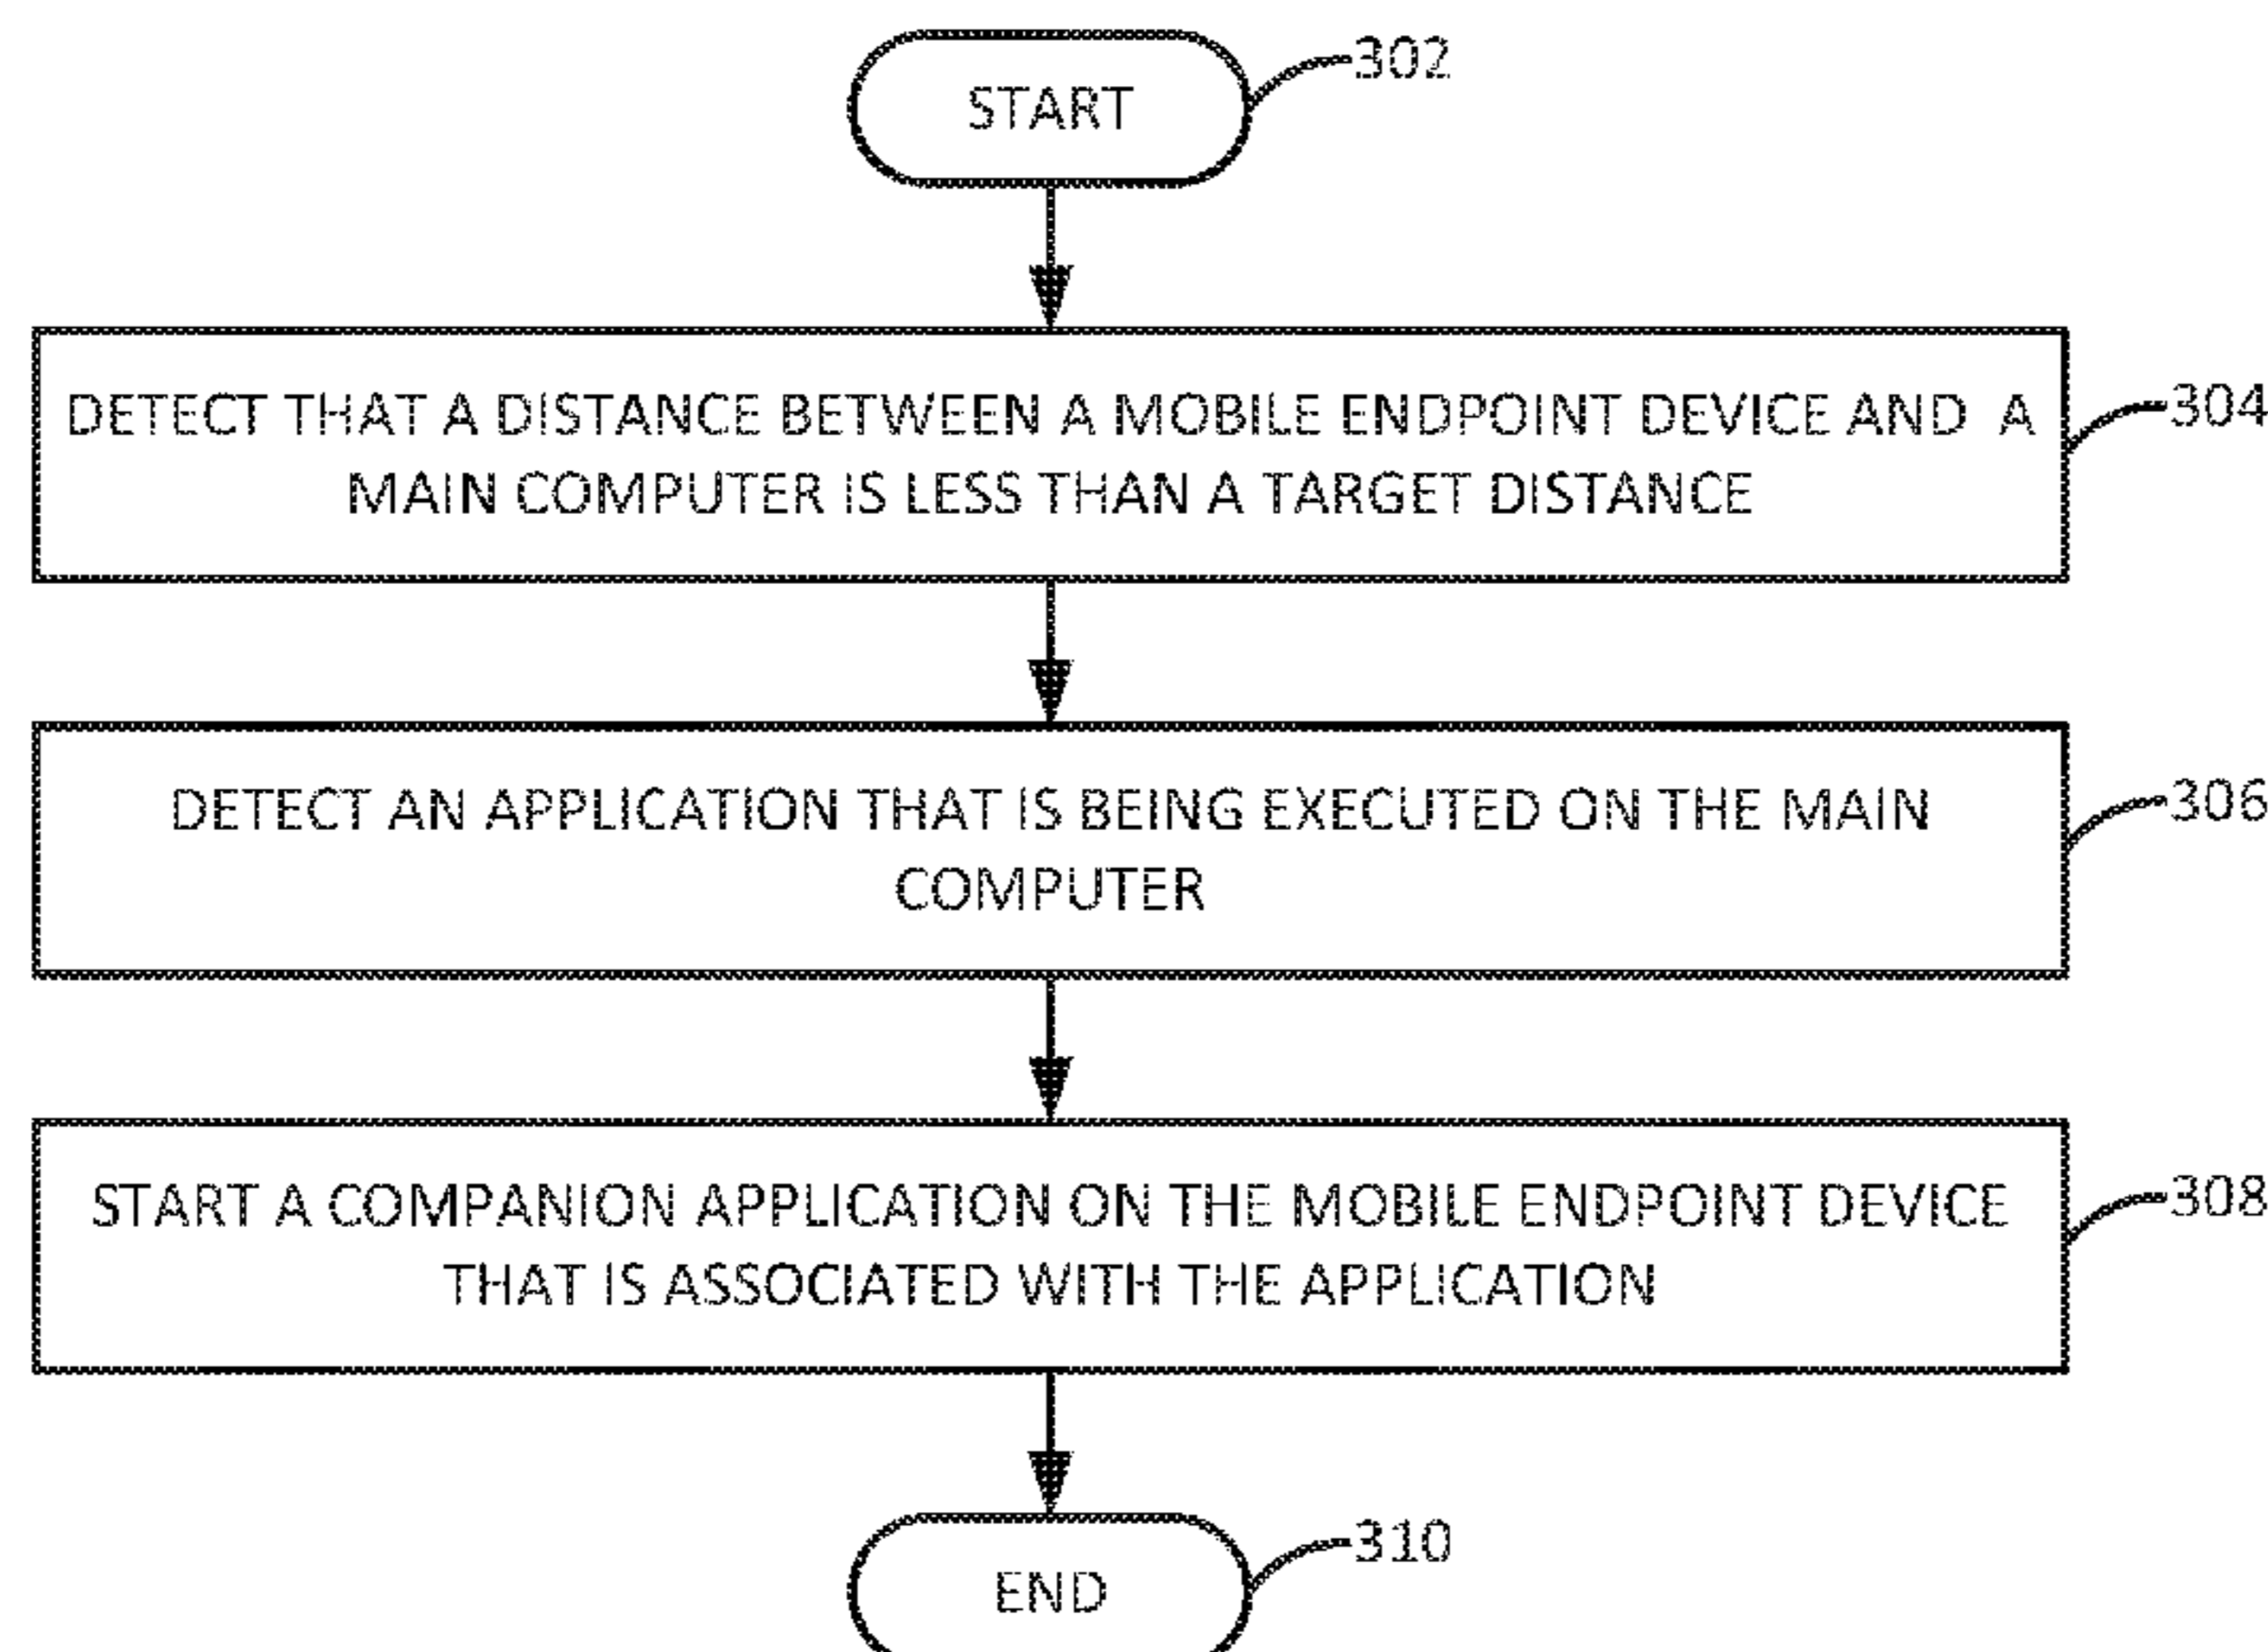 START
302
DETECT THAT A DISTANCE BETWEEN A MOBILE ENDPOINT DEVICE AND A
MAIN COMPUTER IS LESS THAN A TARGET DISTANCE
304
DETECT AN APPLICATION THAT IS BEING EXECUTED ON THE MAIN
COMPUTER
306
START A COMPANION APPLICATION ON THE MOBILE ENDPOINT DEVICE
THAT IS ASSOCIATED WITH THE APPLICATION
308
END
310